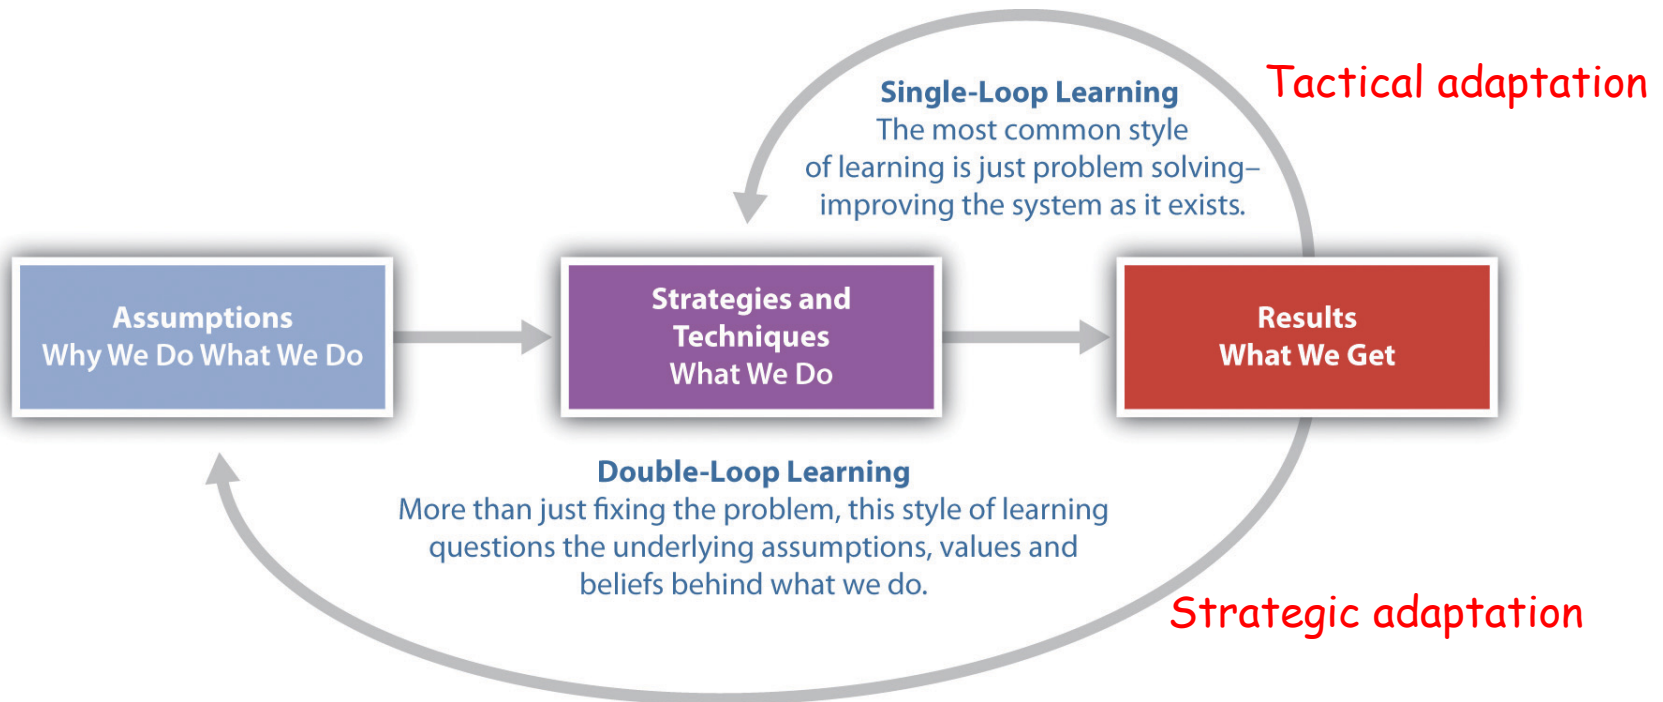 Single-Loop Learning
The most common style
of learning is just problem solving–
improving the system as it exists.
Tactical adaptation
Assumptions
Why We Do What We Do
Strategies and
Techniques
What We Do
Results
What We Get
Double-Loop Learning
More than just fixing the problem, this style of learning
questions the underlying assumptions, values and
beliefs behind what we do.
Strategic adaptation